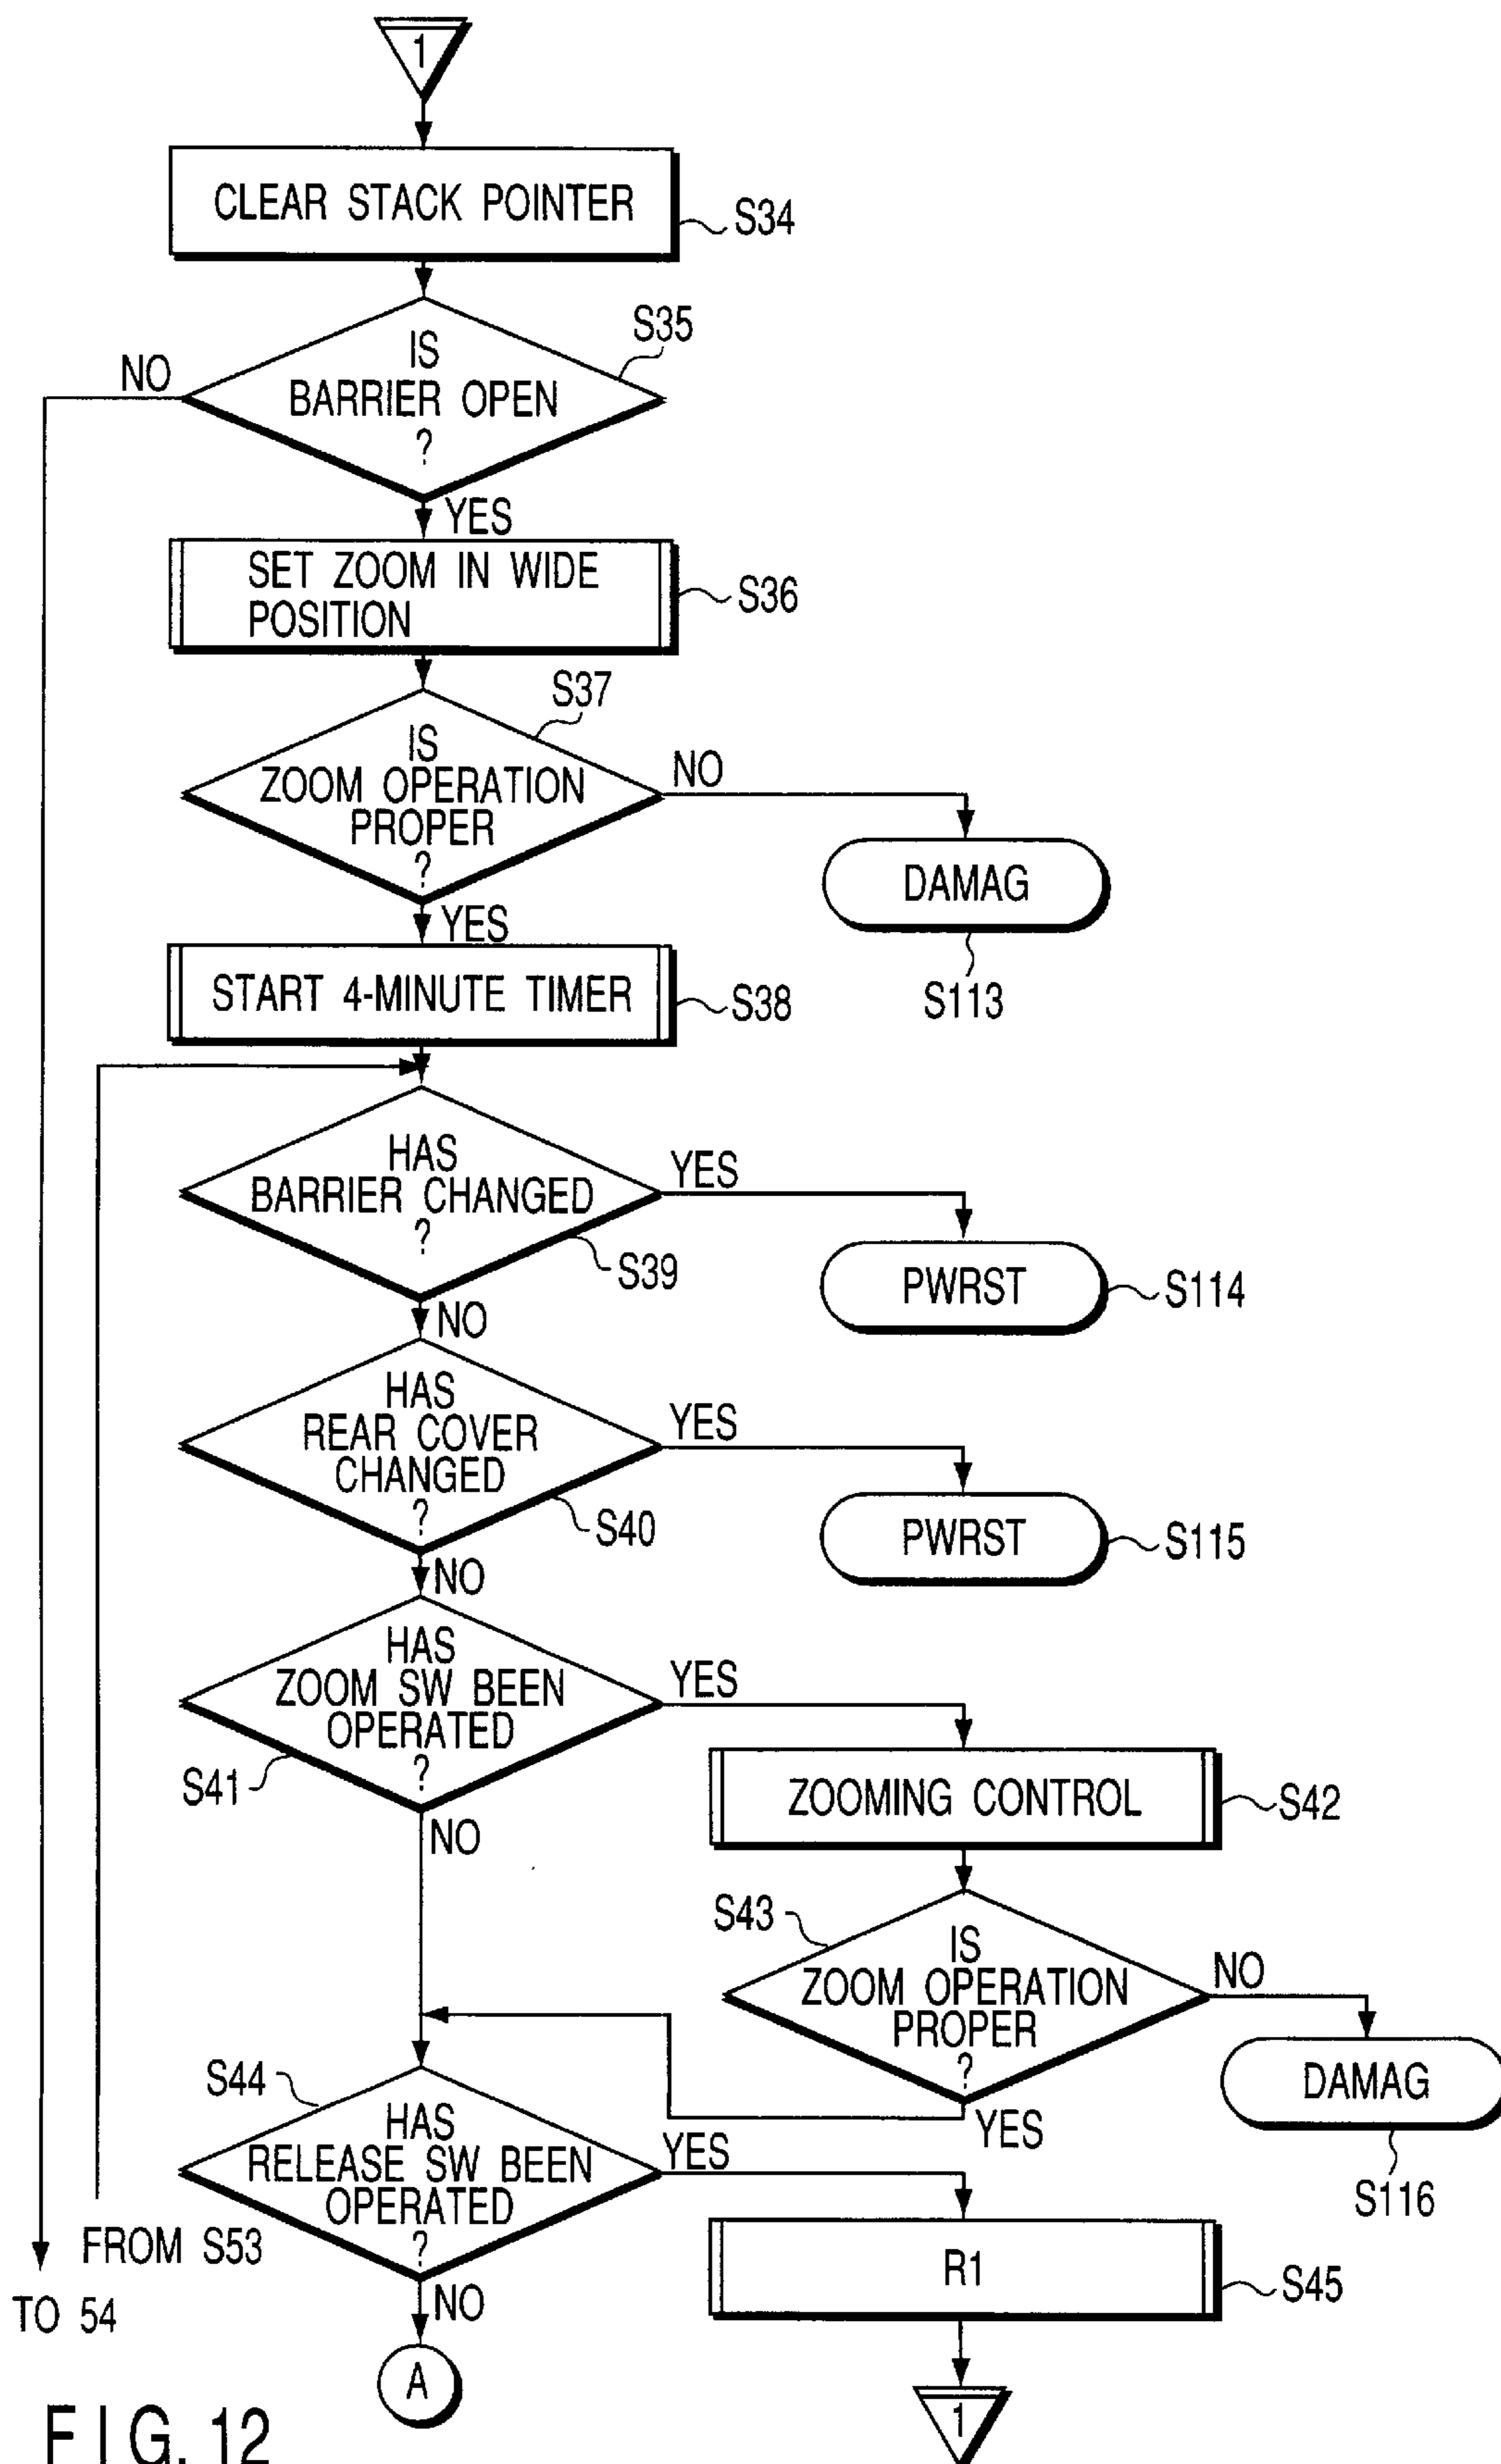 1
CLEAR STACK POINTER
S34
S35
NO
IS
BARRIER OPEN
?
YES
SET ZOOM IN WIDE
POSITION
S36
S37
IS
ZOOM OPERATION
PROPER
?
NO
DAMAG
S113
YES
START 4-MINUTE TIMER
S38
HAS
BARRIER CHANGED
?
YES
S39
PWRST
S114
NO
HAS
REAR COVER
CHANGED
?
YES
S40
PWRST
S115
NO
HAS
ZOOM SW BEEN
OPERATED
?
YES
S41
ZOOMING CONTROL
S42
NO
S43
IS
ZOOM OPERATION
PROPER
?
NO
DAMAG
S116
YES
S44
HAS
RELEASE SW BEEN
OPERATED
?
YES
R1
S45
FROM S53
TO 54
NO
A
1
FIG. 12